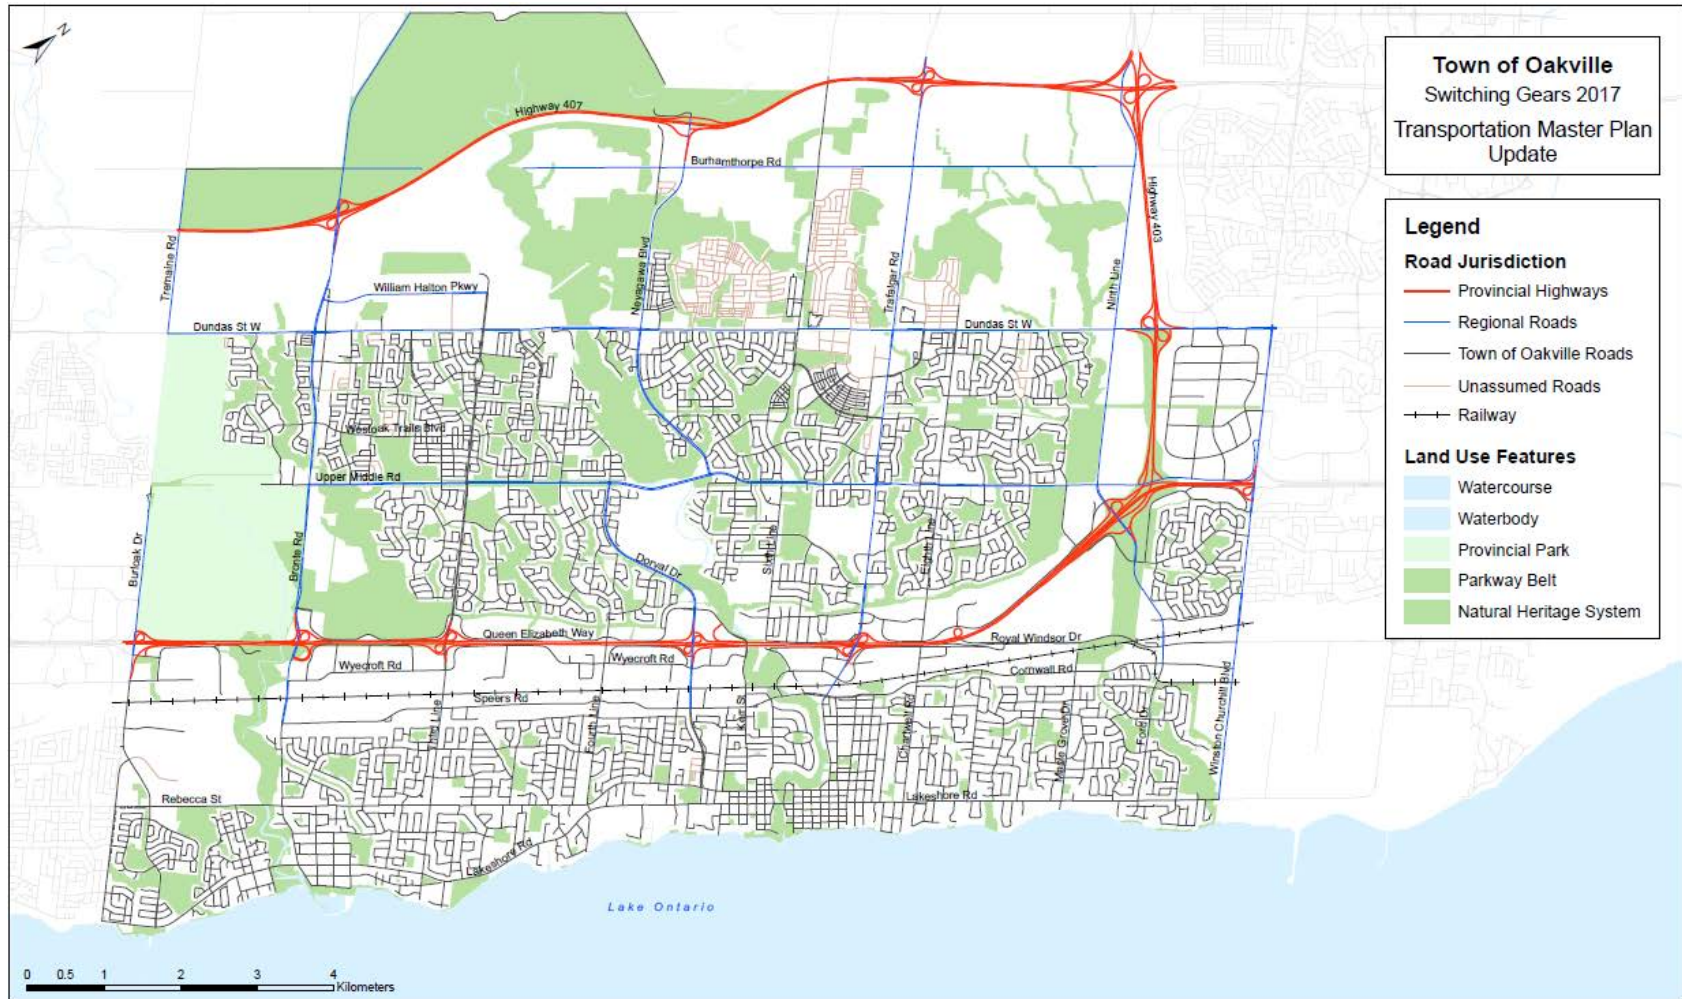 N
Town of Oakville
Switching Gears 2017
Transportation Master Plan
Update
Legend
Road Jurisdiction
Provincial Highways
Regional Roads
Town of Oakville Roads
Unassumed Roads
Railway
Land Use Features
Watercourse
Waterbody
Provincial Park
Parkway Belt
Natural Heritage System
Highway 407
Burhamthorpe Rd
Highway 403
Tremaine Rd
Neyagawa Blvd
Trafalgar Rd
Ninth Line
William Halton Pkwy
Dundas St W
Dundas St W
Westoak Trails Blvd
Upper Middle Rd
Burloak Dr
Bronte Rd
Dorval Dr
Sixth Line
Eighth Line
Queen Elizabeth Way
Royal Windsor Dr
Wyecroft Rd
Wyecroft Rd
Cornwall Rd
Speers Rd
Third Line
Fourth Line
Kerr St
Chartwell Rd
Maple Grove Dr
Ford Dr
Winston Churchill Blvd
Rebecca St
Lakeshore Rd
Lakeshore Rd
Lake Ontario
0 0.5 1 2 3 4
Kilometers